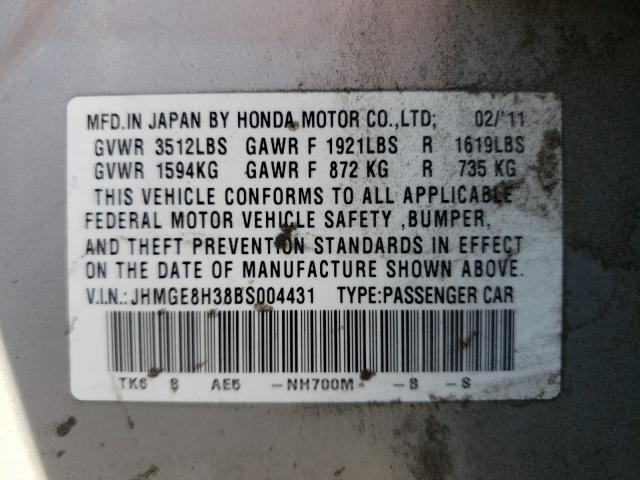 MFD.IN JAPAN BY HONDA MOTOR CO.,LTD; 02/'11
GVWR 3512LBS GAWR F 1921LBS R 1619LBS
GVWR 1594KG GAWR F 872 KG R 735 KG
THIS VEHICLE CONFORMS TO ALL APPLICABLE
FEDERAL MOTOR VEHICLE SAFETY ,BUMPER,
AND THEFT PREVENTION STANDARDS IN EFFECT
ON THE DATE OF MANUFACTURE SHOWN ABOVE.
V.I.N.:JHMGE8H38BS004431 TYPE:PASSENGER CAR
TK6 8 AE5 -NH700M- -8 -S